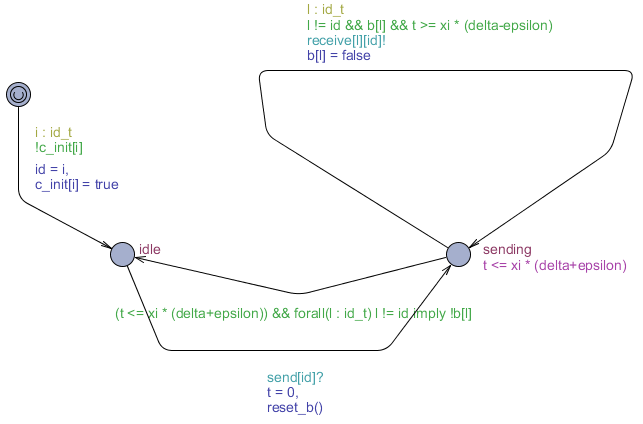 l : id_t
l != id && b[l] && t >= xi * (delta-epsilon)
receive[l][id]!
b[l] = false
i : id_t
!c_init[i]
id = i,
c_init[i] = true
idle
sending
t <= xi * (delta+epsilon)
(t <= xi * (delta+epsilon)) && forall(l : id_t) l != id imply !b[l]
send[id]?
t = 0,
reset_b()